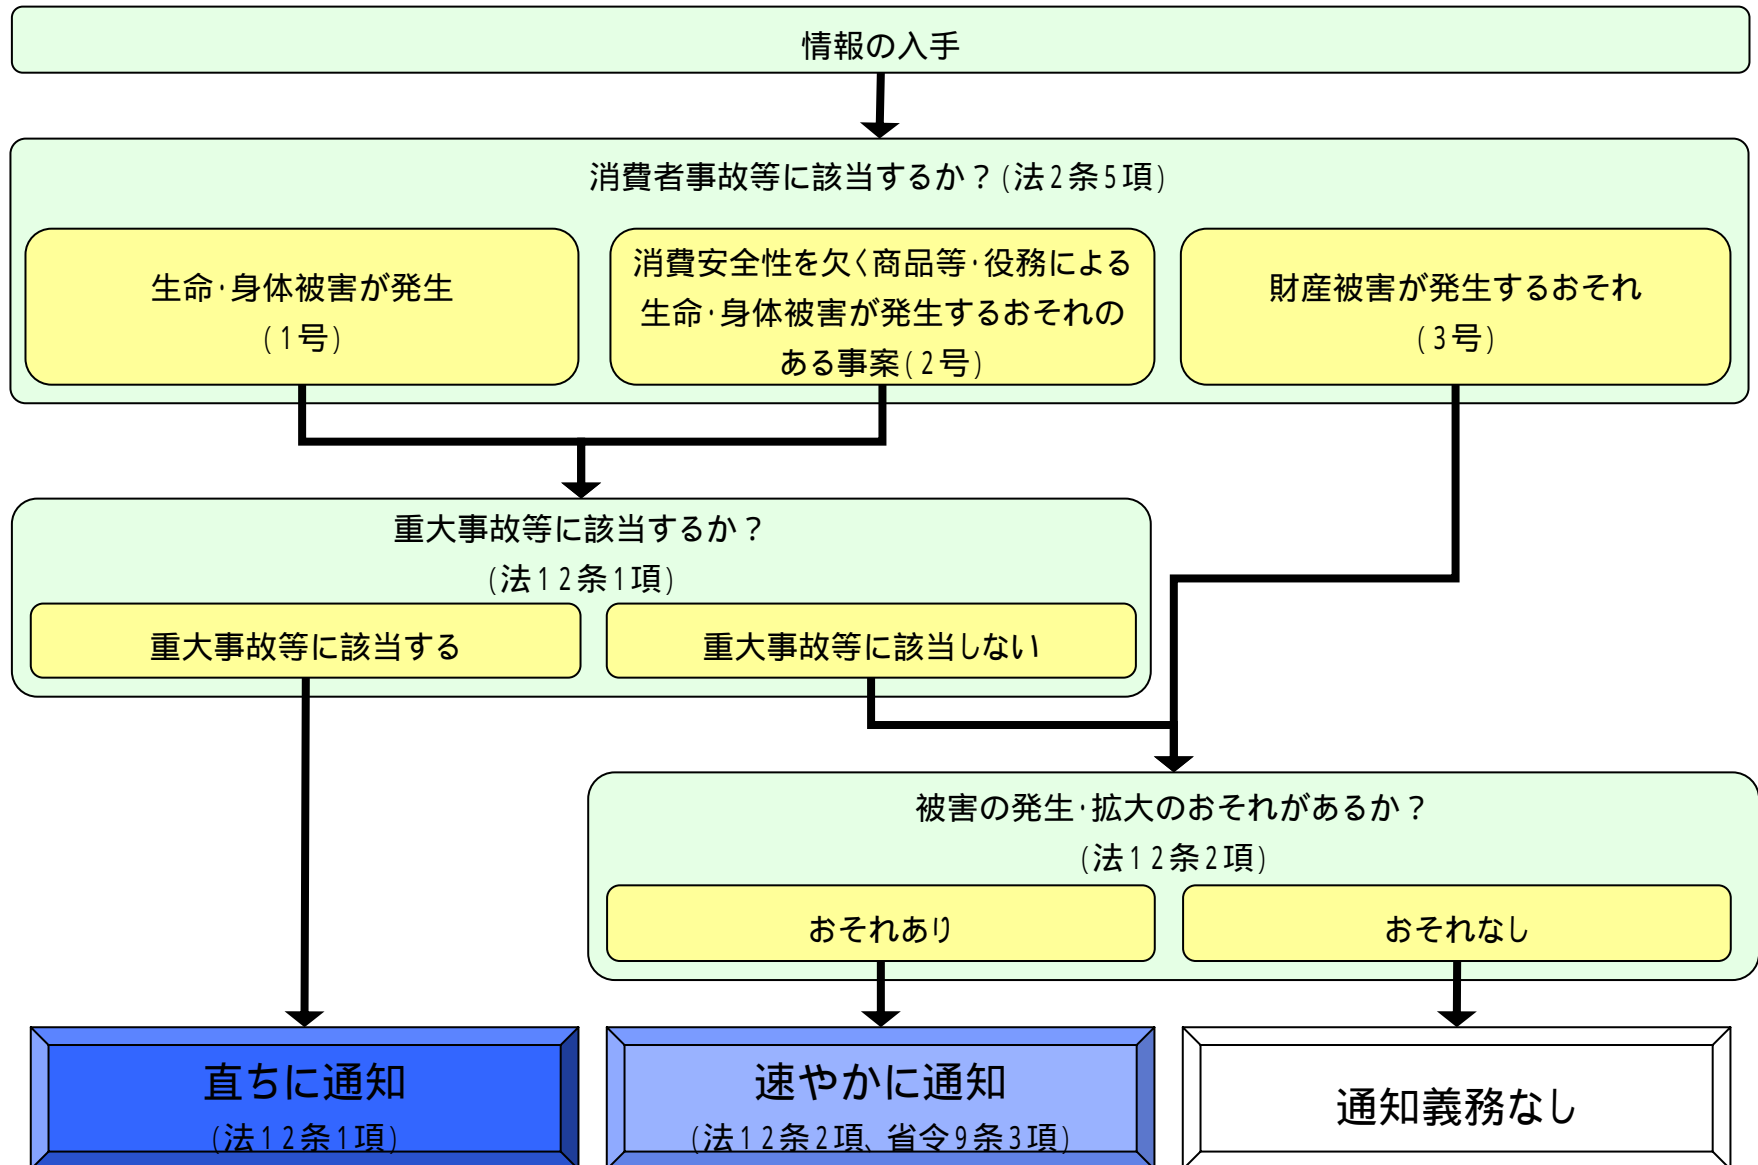 情報の入手
消費者事故等に該当するか？(法2条5項)
生命・身体被害が発生
(1号)
消費安全性を欠く商品等・役務による
生命・身体被害が発生するおそれの
ある事案(2号)
財産被害が発生するおそれ
(3号)
重大事故等に該当するか？
(法12条1項)
重大事故等に該当する
重大事故等に該当しない
被害の発生・拡大のおそれがあるか？
(法12条2項)
おそれあり
おそれなし
直ちに通知
(法12条1項)
速やかに通知
(法12条2項、省令9条3項)
通知義務なし